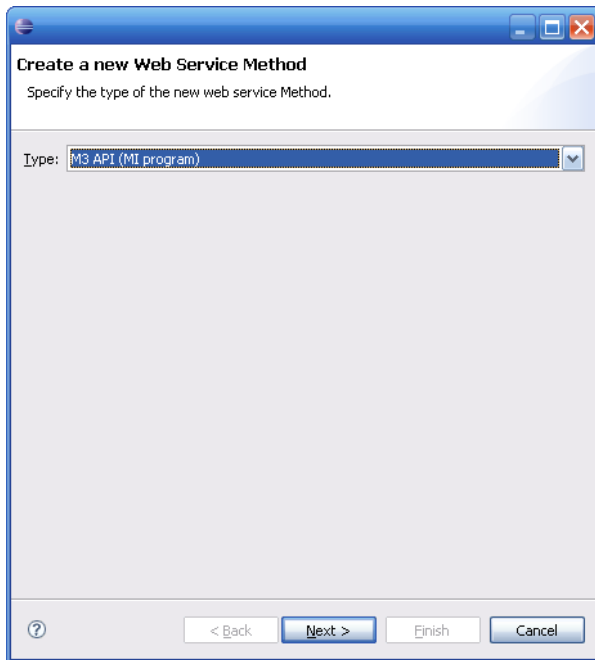 Create a new Web Service Method
Specify the type of the new web service Method.
Type: M3 API (MI program)
< Back Next > Finish Cancel